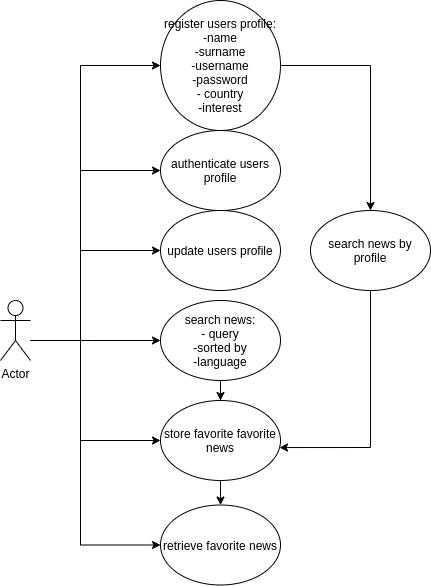 register users profile:
-name
-surname
-username
-password
- country
-interest
authenticate users
profile
update users profile
search news by
profile
search news:
- query
-sorted by
-language
Actor
store favorite favorite
news
retrieve favorite news